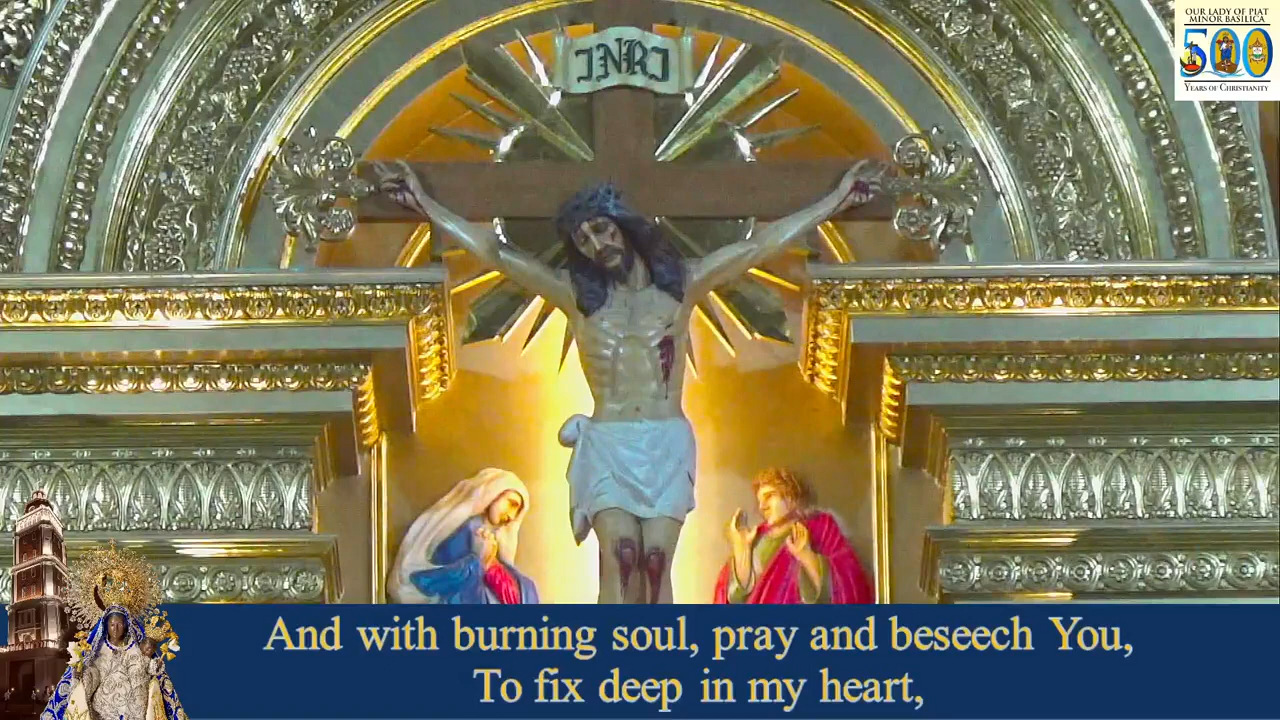 JNRJ
OUR LADY OF PIAT
MINOR BASILICA
500
YEARS OF CHRISTIANITY
And with burning soul, pray and beseech You,
To fix deep in my heart,